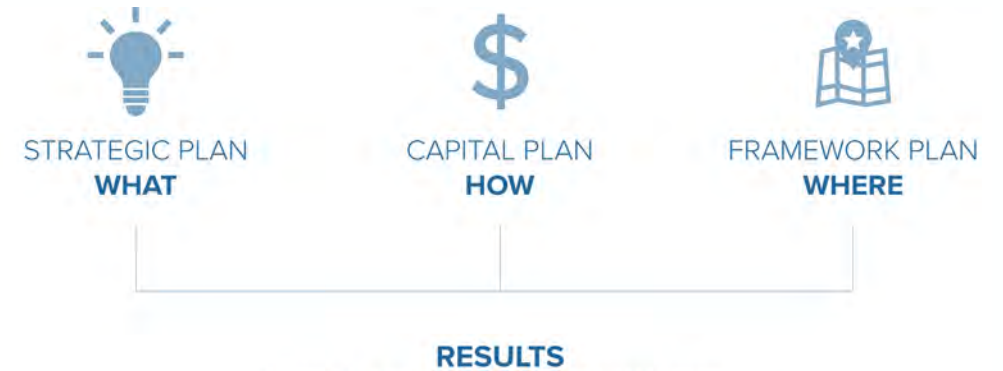 STRATEGIC PLAN
WHAT
CAPITAL PLAN
HOW
FRAMEWORK PLAN
WHERE
RESULTS